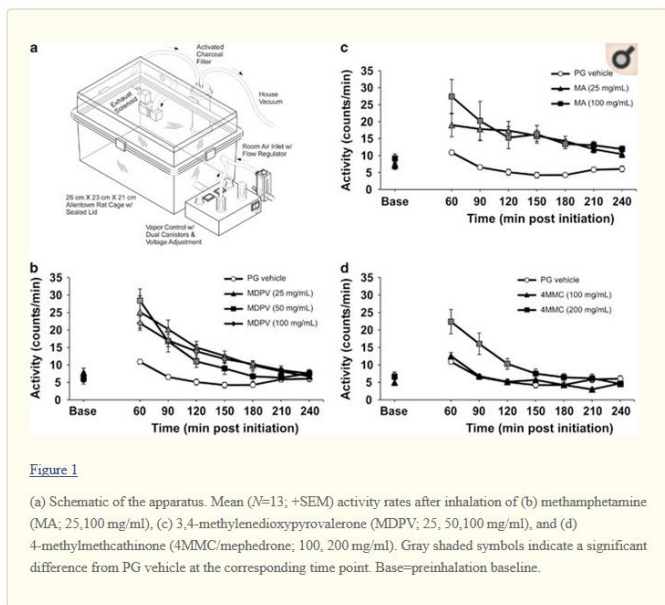 a
Activated
Charcoal
Filter
House
Vacuum
Exhaust
Solenoid
Room Air Inlet w/
Flow Regulator
26 cm X 23 cm X 21 cm
Allentown Rat Cage w/
Sealed Lid
Vapor Control w/
Dual Canistors &
Voltage Adjustment
c
Activity (counts/min)
35
30
25
20
15
10
5
0
PG vehicle
MA (25 mg/mL)
MA (100 mg/mL)
Base
60 90 120 150 180 210 240
Time (min post initiation)
b
Activity (counts/min)
35
30
25
20
15
10
5
0
PG vehicle
MDPV (25 mg/mL)
MDPV (50 mg/mL)
MDPV (100 mg/mL)
Base
60 90 120 150 180 210 240
Time (min post initiation)
d
Activity (counts/min)
35
30
25
20
15
10
5
0
PG vehicle
4MMC (100 mg/mL)
4MMC (200 mg/mL)
Base
60 90 120 150 180 210 240
Time (min post initiation)
Figure 1
(a) Schematic of the apparatus. Mean (N=13; +SEM) activity rates after inhalation of (b) methamphetamine
(MA; 25,100 mg/ml), (c) 3,4-methylenedioxypyrovalerone (MDPV; 25, 50,100 mg/ml), and (d)
4-methylmethcathinone (4MMC/mephedrone; 100, 200 mg/ml). Gray shaded symbols indicate a significant
difference from PG vehicle at the corresponding time point. Base=preinhalation baseline.